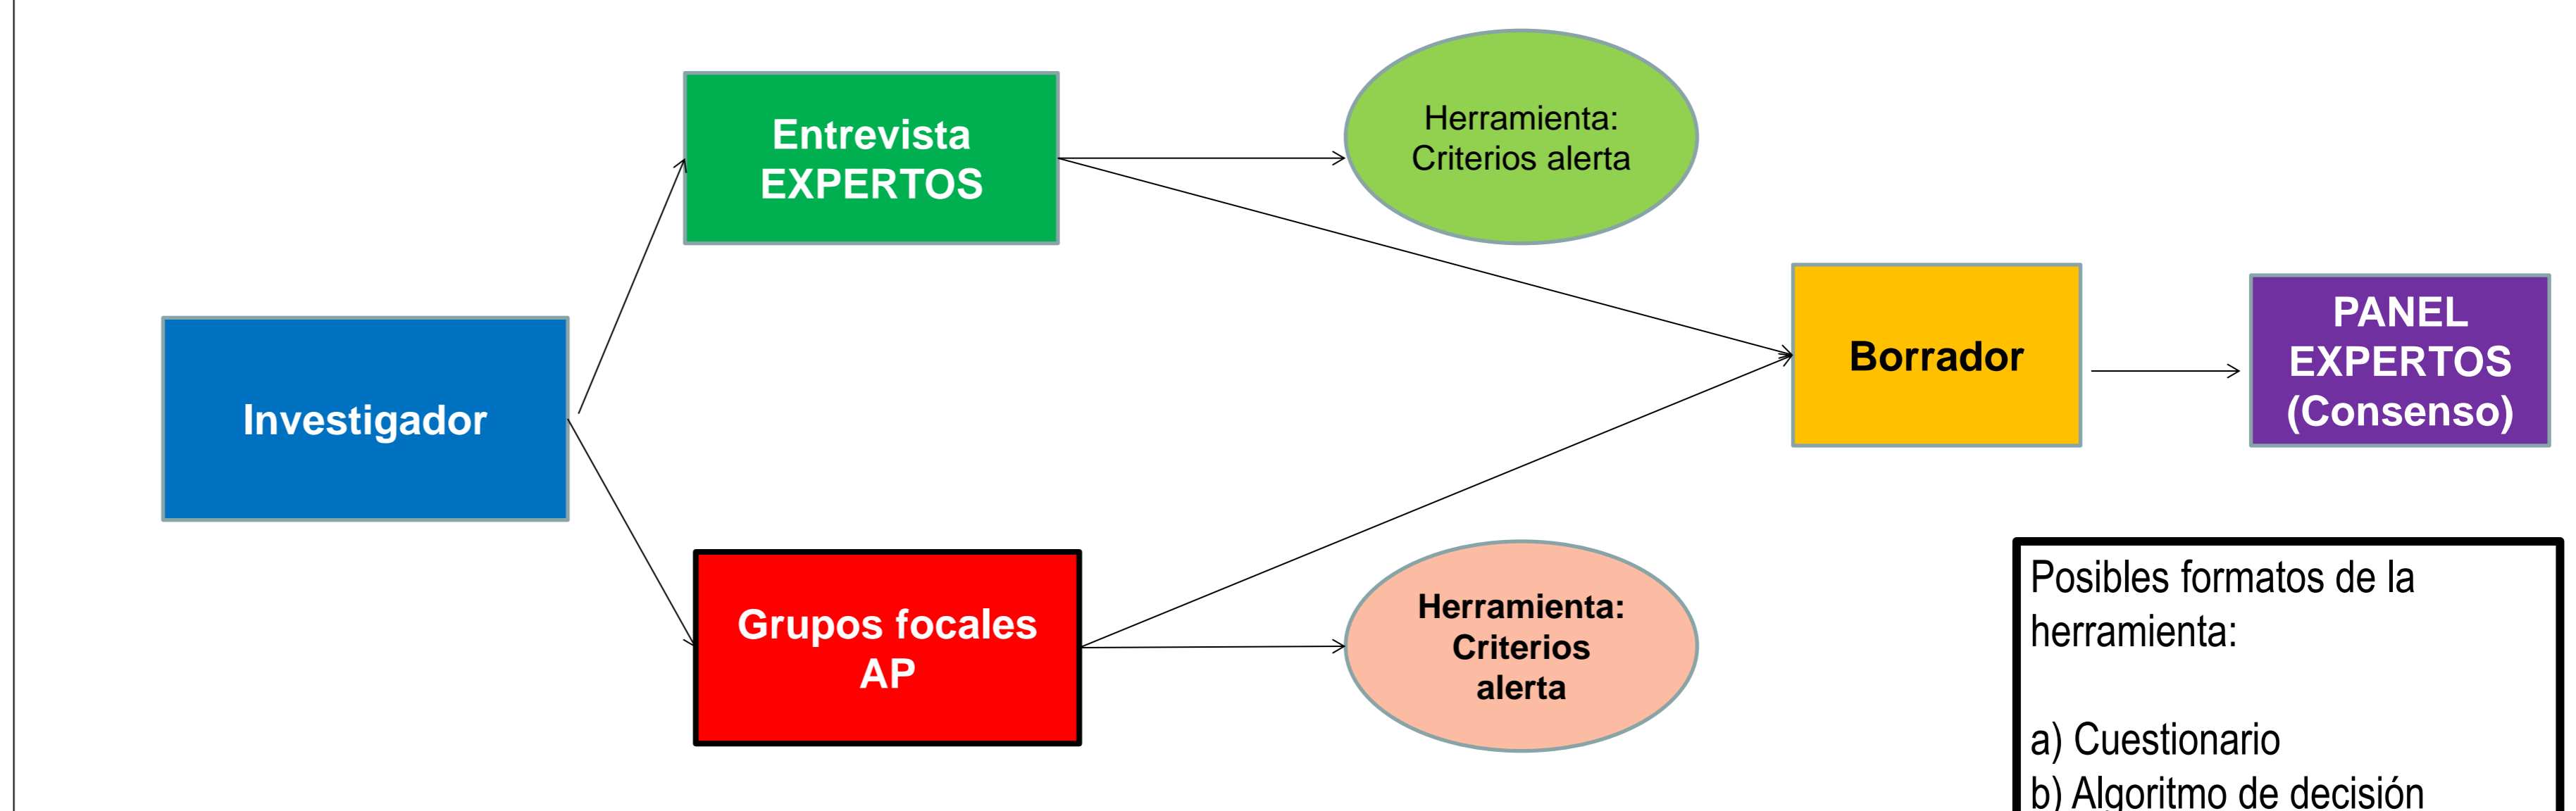 Entrevista
EXPERTOS
Herramienta:
Criterios alerta
Investigador
Borrador
PANEL
EXPERTOS
(Consenso)
Grupos focales
AP
Herramienta:
Criterios
alerta
Posibles formatos de la
herramienta:
a) Cuestionario
b) Algoritmo de decisión